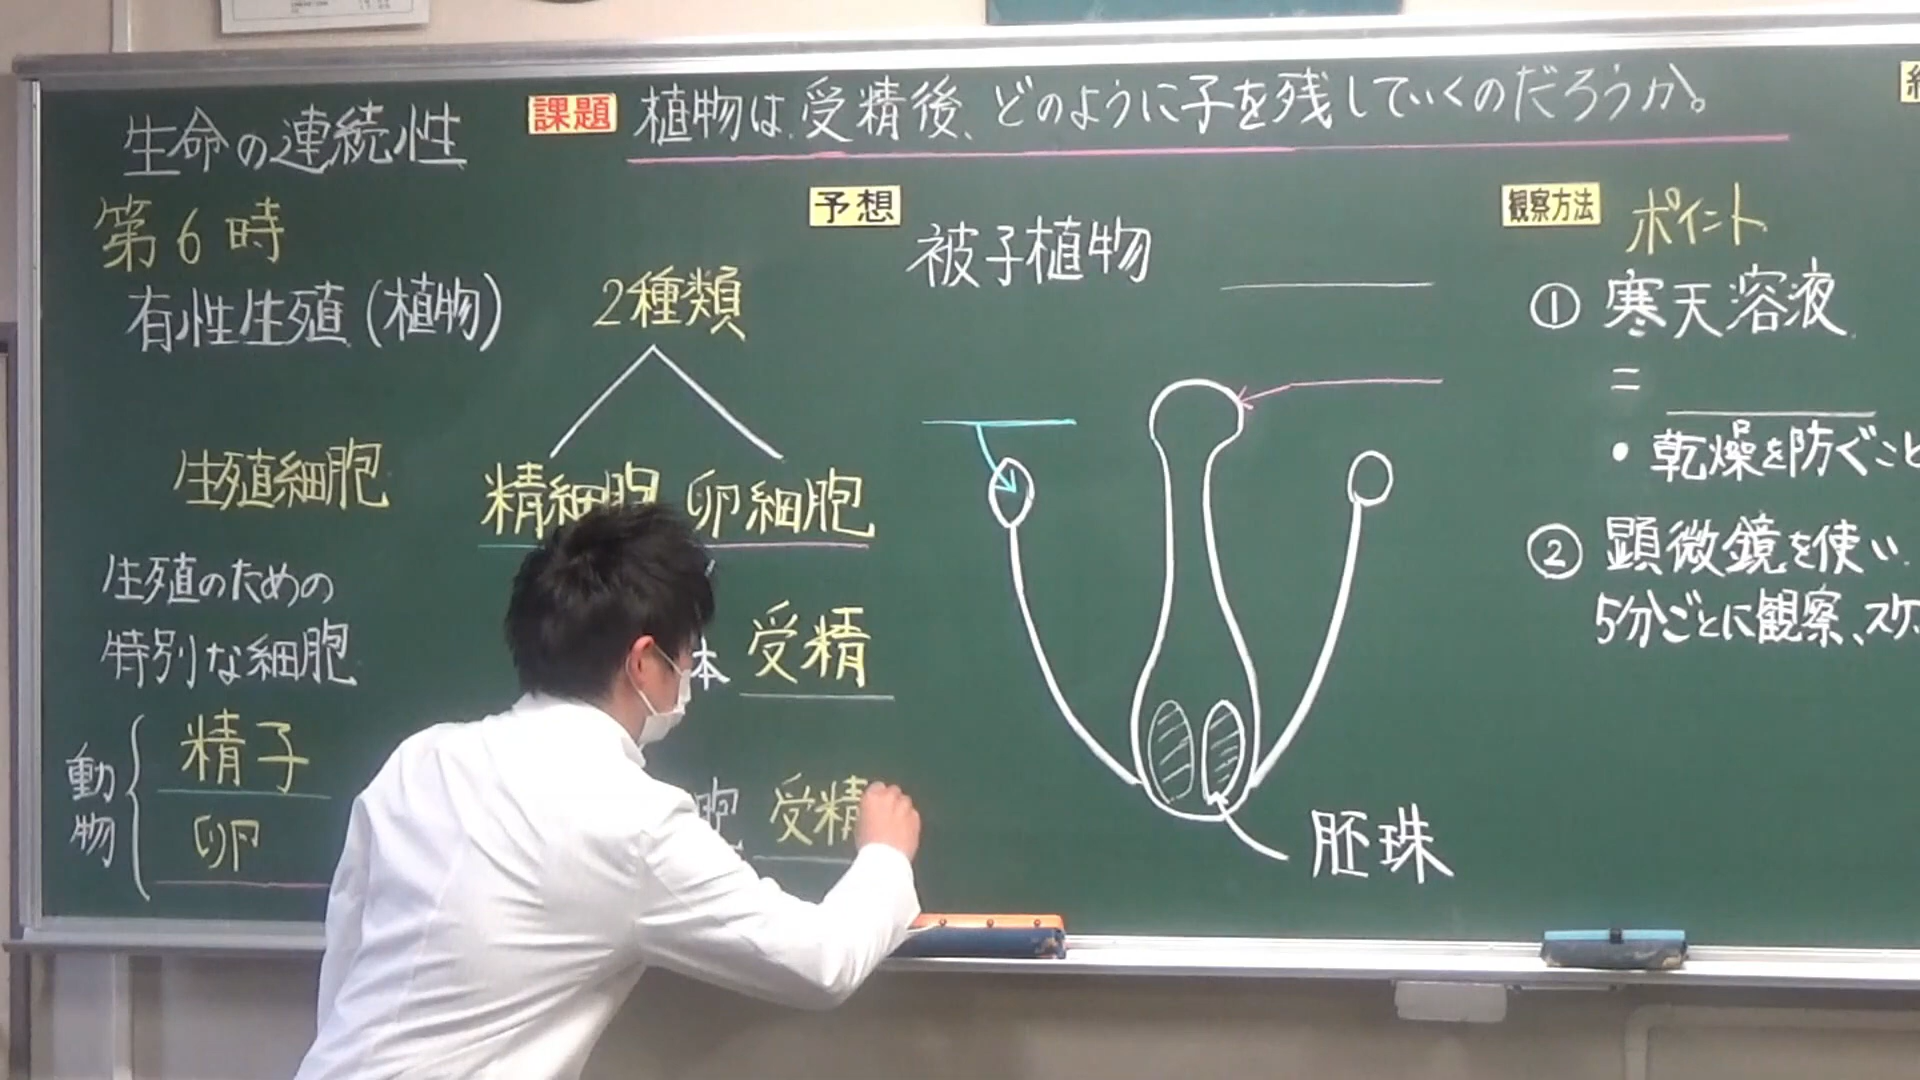 生命の連続性
第6時
有性生殖(植物)
生殖細胞
生殖のための
特別な細胞
動物
精子
卵
課題 植物は受精後、どのように子を残していくのだろうか。
2種類
精細胞 卵細胞
本 受精
胞 受精
予想
被子植物
胚珠
観察方法 ポイント
① 寒天溶液
=
・乾燥を防ぐこと
② 顕微鏡を使い
5分ごとに観察、スケ